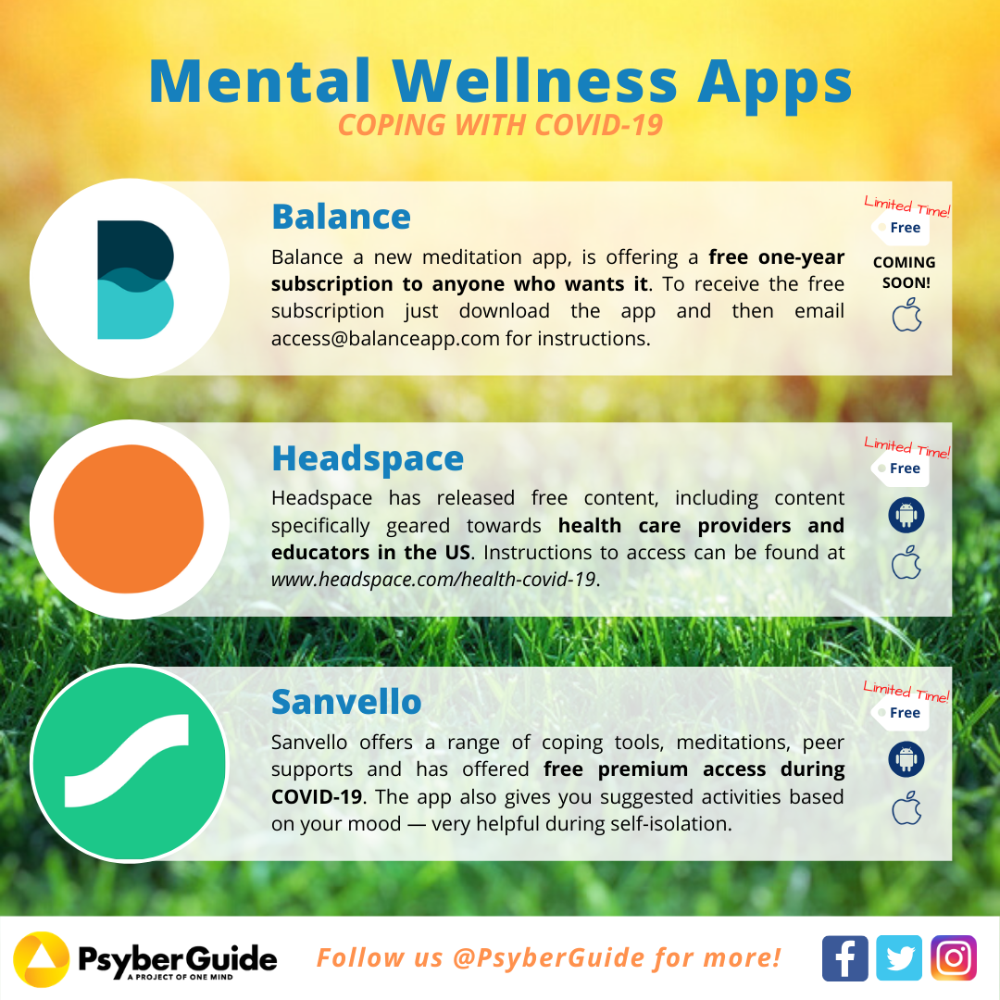 Mental Wellness Apps
COPING WITH COVID-19
Balance
Balance a new meditation app, is offering a free one-year
subscription to anyone who wants it. To receive the free
subscription just download the app and then email
access@balanceapp.com for instructions.
Limited Time!
Free
COMING
SOON!
Headspace
Headspace has released free content, including content
specifically geared towards health care providers and
educators in the US. Instructions to access can be found at
www.headspace.com/health-covid-19.
Limited Time!
Free
Sanvello
Sanvello offers a range of coping tools, meditations, peer
supports and has offered free premium access during
COVID-19. The app also gives you suggested activities based
on your mood — very helpful during self-isolation.
Limited Time!
Free
PsyberGuide
A PROJECT OF ONE MIND
Follow us @PsyberGuide for more!